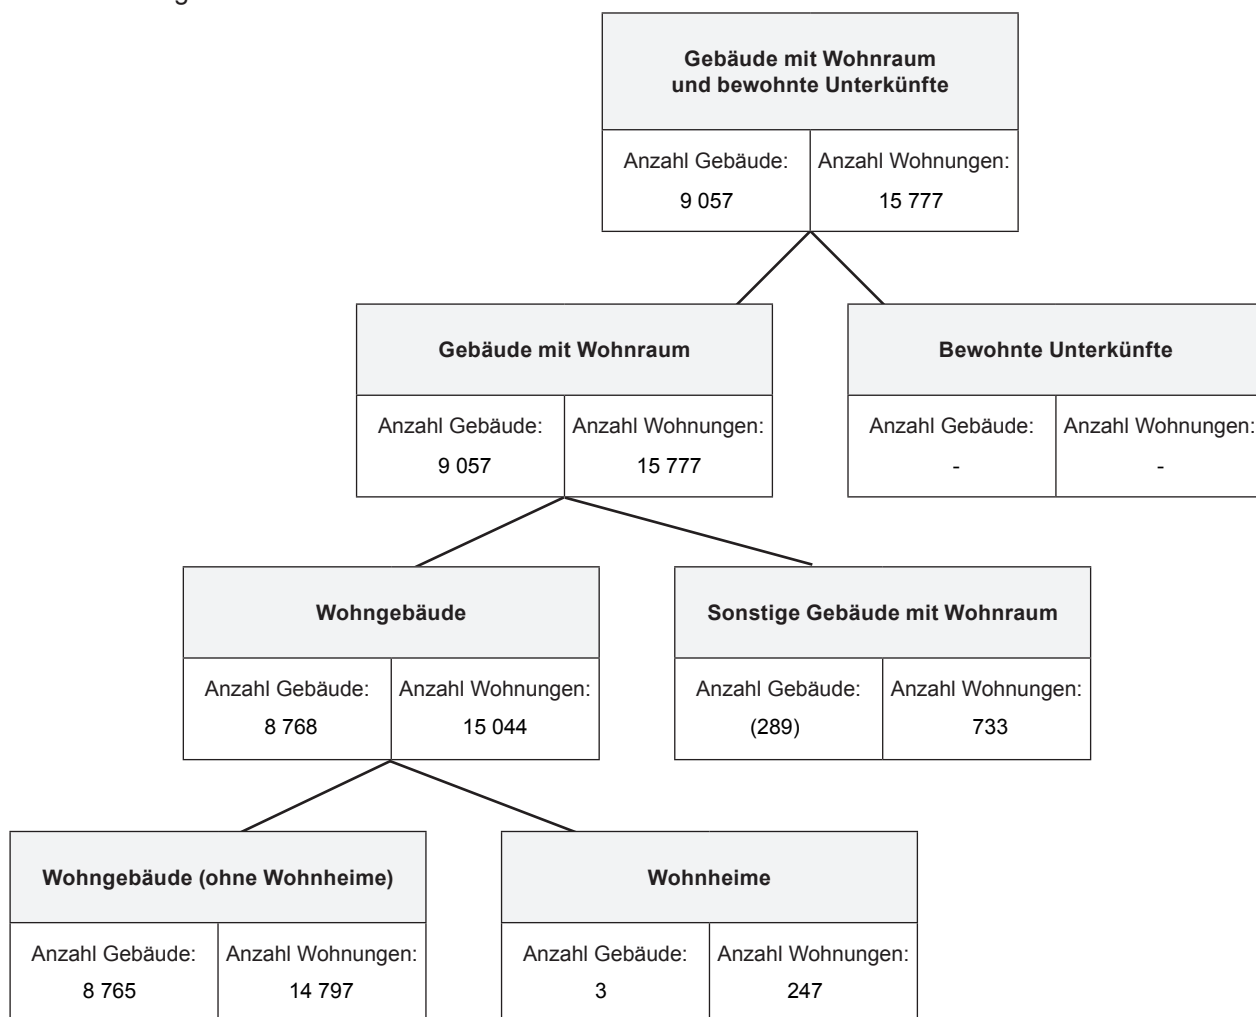 Gebäude mit Wohnraum
und bewohnte Unterkünfte
Anzahl Gebäude: Anzahl Wohnungen:
9 057 15 777
Gebäude mit Wohnraum Bewohnte Unterkünfte
Anzahl Gebäude: Anzahl Wohnungen: Anzahl Gebäude: Anzahl Wohnungen:
9 057 15 777 - -
Wohngebäude Sonstige Gebäude mit Wohnraum
Anzahl Gebäude: Anzahl Wohnungen: Anzahl Gebäude: Anzahl Wohnungen:
8 768 15 044 (289) 733
Wohngebäude (ohne Wohnheime) Wohnheime
Anzahl Gebäude: Anzahl Wohnungen: Anzahl Gebäude: Anzahl Wohnungen:
8 765 14 797 3 247